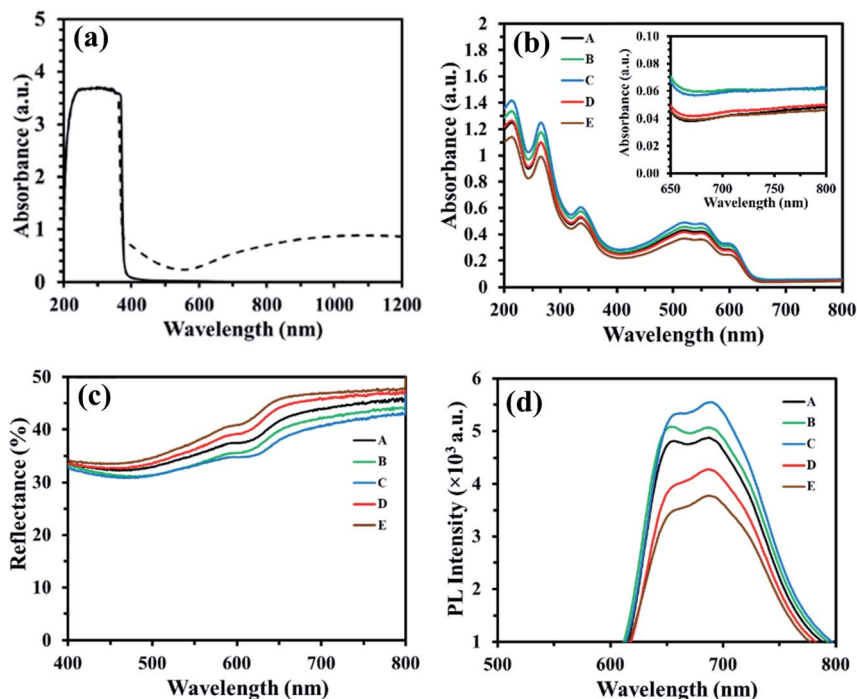 (a)
Absorbance (a.u.)
5
4
3
2
1
0
200 400 600 800 1000 1200
Wavelength (nm)
(b)
Absorbance (a.u.)
2
1.8
1.6
1.4
1.2
1
0.8
0.6
0.4
0.2
0
200 300 400 500 600 700 800
Wavelength (nm)
A
B
C
D
E
Absorbance (a.u.)
0.10
0.08
0.06
0.04
0.02
0.00
650 700 750 800
Wavelength (nm)
(c)
Reflectance (%)
50
40
30
20
10
0
400 500 600 700 800
Wavelength (nm)
A
B
C
D
E
(d)
PL Intensity (×10³ a.u.)
6
5
4
3
2
1
500 600 700 800
Wavelength (nm)
A
B
C
D
E